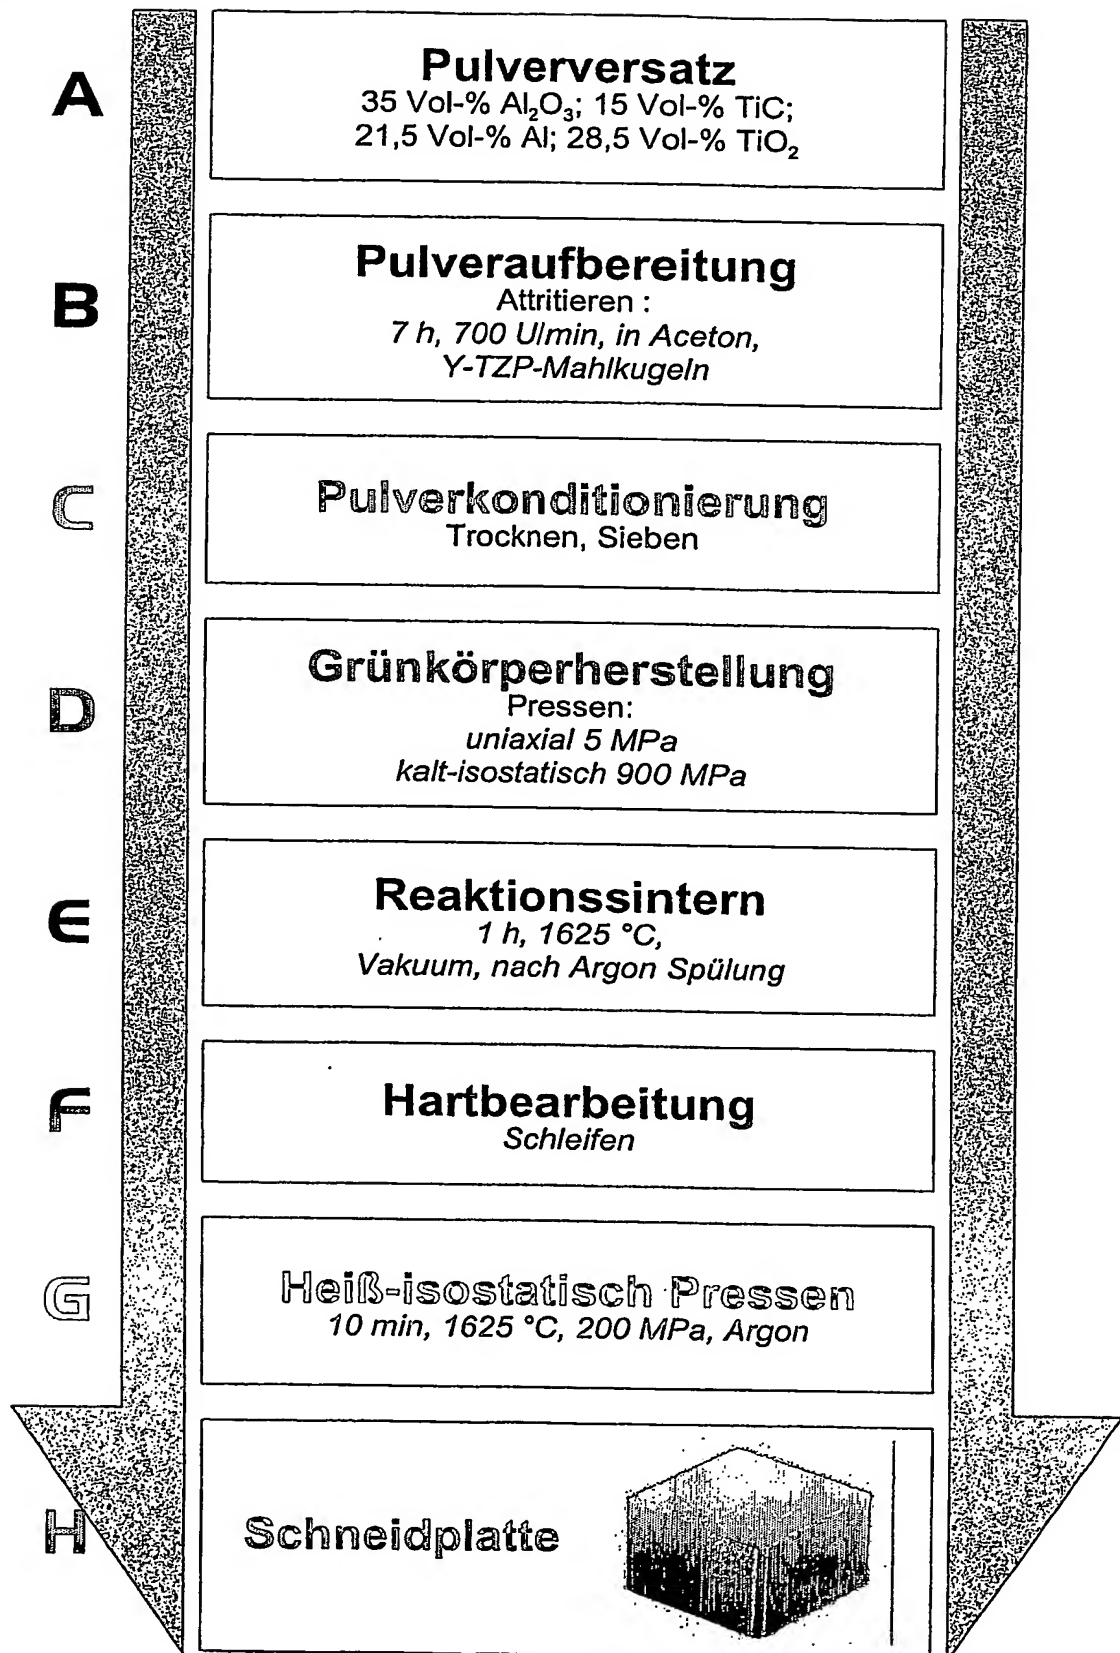 A
Pulverversatz
35 Vol-% Al₂O₃; 15 Vol-% TiC;
21,5 Vol-% Al; 28,5 Vol-% TiO₂
B
Pulveraufbereitung
Attritieren :
7 h, 700 U/min, in Aceton,
Y-TZP-Mahlkugeln
C
Pulverkonditionierung
Trocknen, Sieben
D
Grünkörperherstellung
Pressen:
uniaxial 5 MPa
kalt-isostatisch 900 MPa
E
Reaktionssintern
1 h, 1625 °C,
Vakuum, nach Argon Spülung
F
Hartbearbeitung
Schleifen
G
Heiß-isostatisch Pressen
10 min, 1625 °C, 200 MPa, Argon
H
Schneidplatte